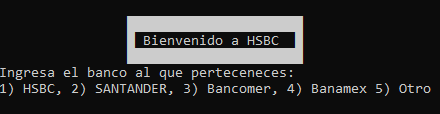 Bienvenido a HSBC
Ingresa el banco al que perteceneces:
1) HSBC, 2) SANTANDER, 3) Bancomer, 4) Banamex 5) Otro